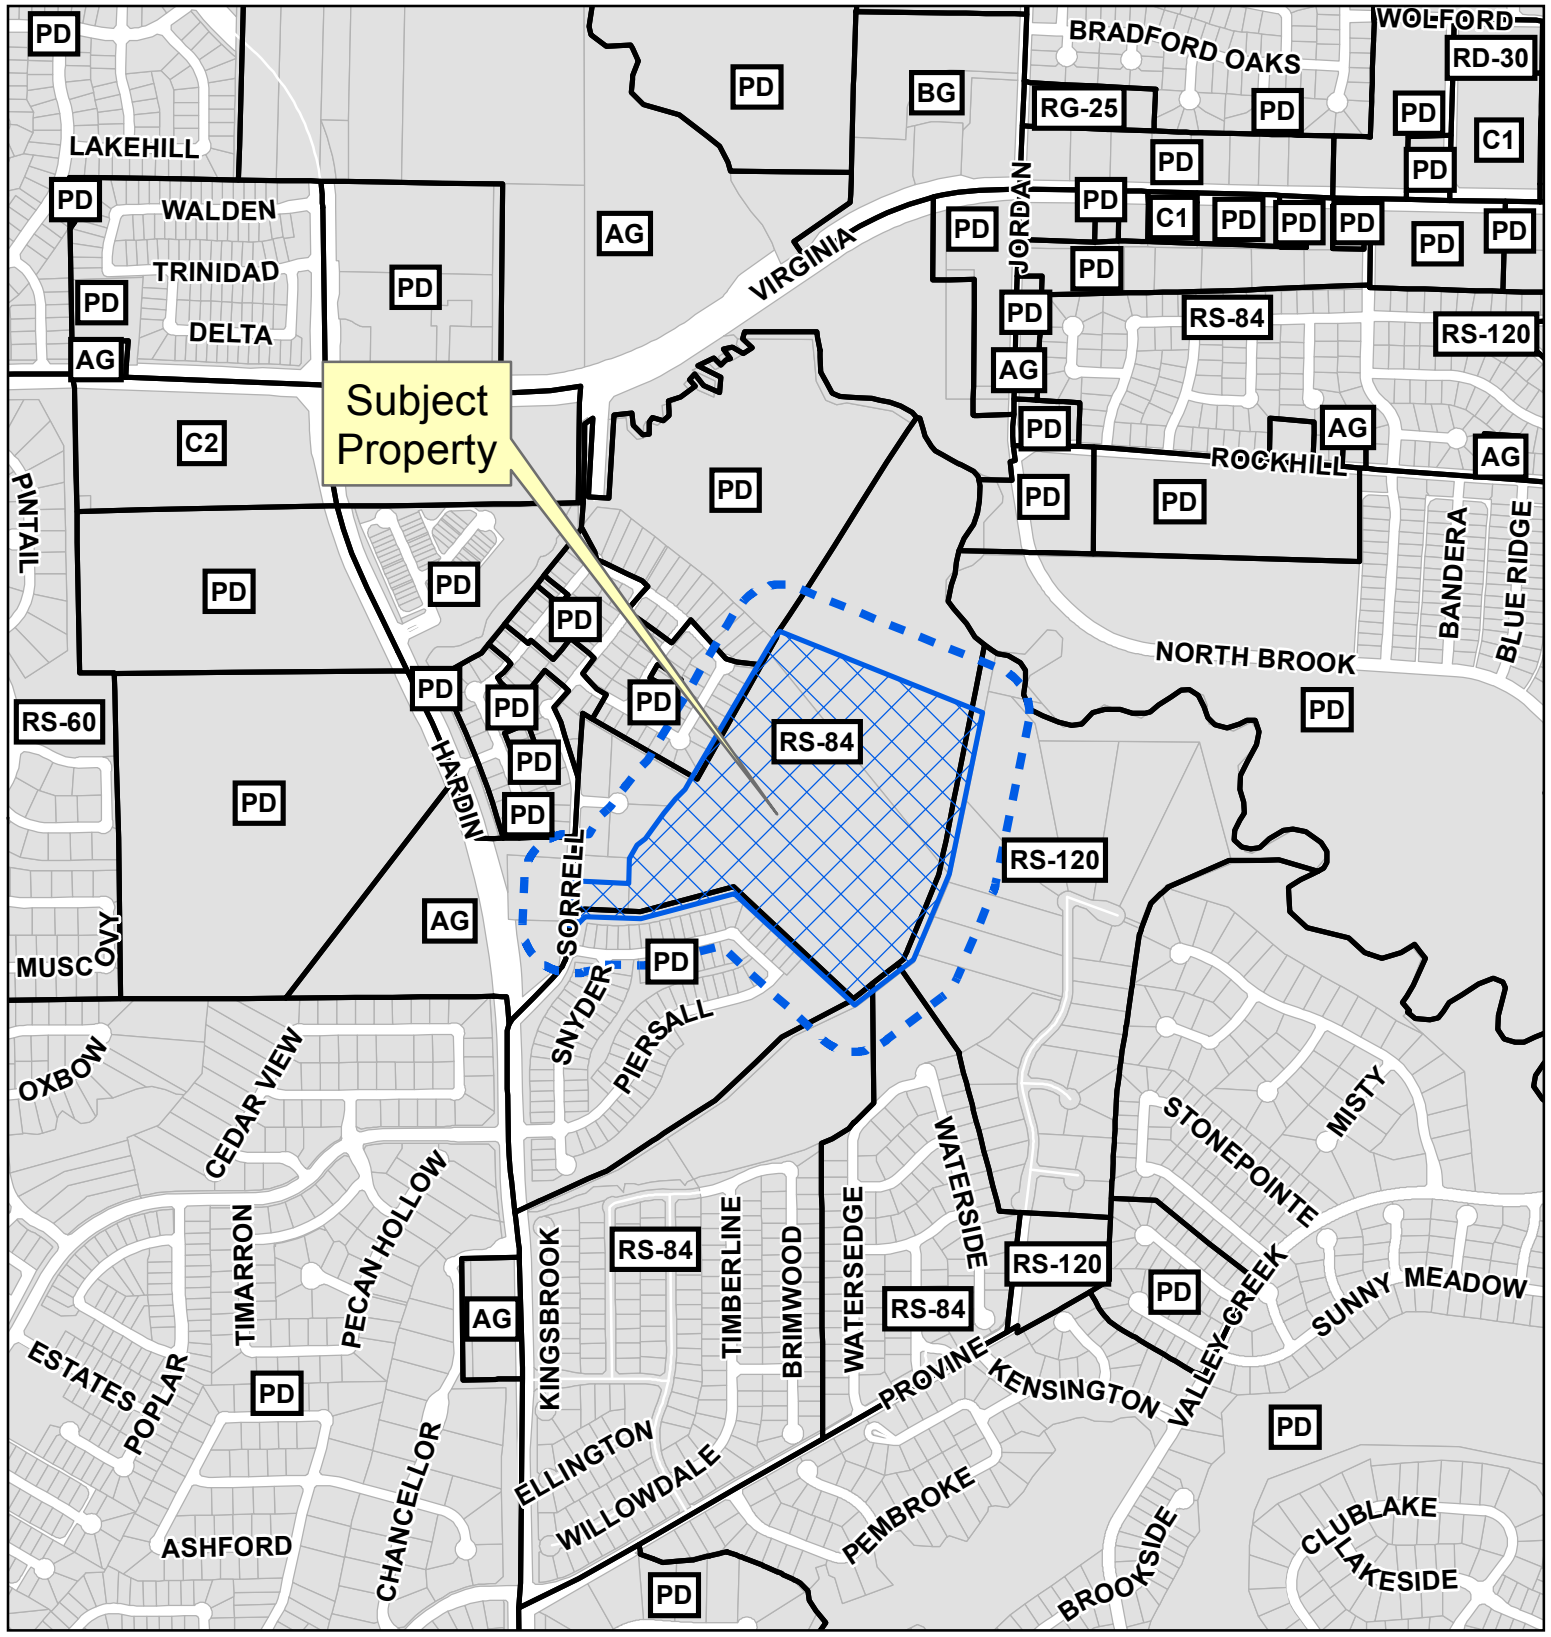 PD
WOLFORD
BRADFORD OAKS
RD-30
PD
BG
RG-25
PD
PD
C1
LAKEHILL
PD
PD
PD
WALDEN
PD
C1
PD
PD
PD
PD
PD
AG
VIRGINIA
PD
JORDAN
TRINIDAD
PD
PD
PD
PD
RS-84
RS-120
DELTA
AG
AG
Subject
Property
C2
PD
AG
ROCKHILL
AG
PINTAIL
PD
PD
PD
BANDERA
BLUE RIDGE
PD
PD
PD
NORTH BROOK
PD
PD
PD
PD
RS-60
RS-84
PD
HARDIN
PD
PD
SORRELL
RS-120
AG
MUSCOVY
PD
SNYDER
PIERSALL
OXBOW
CEDAR VIEW
MISTY
STONEPOINTE
WATERSIDE
PECAN HOLLOW
TIMARRON
KINGSBROOK
RS-84
TIMBERLINE
BRIMWOOD
WATERSEDGE
RS-120
PD
VALLEY CREEK
SUNNY MEADOW
AG
RS-84
ESTATES
POPLAR
PD
PROVINE
KENSINGTON
PD
CHANCELLOR
ELLINGTON
WILLOWDALE
PEMBROKE
ASHFORD
BROOKSIDE
CLUBLAKE
LAKESIDE
PD